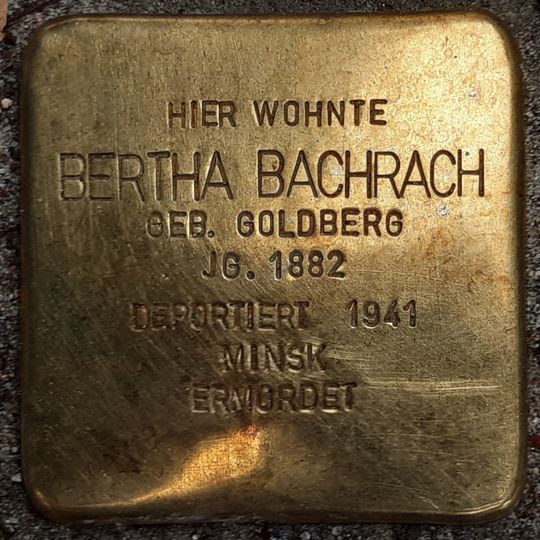 HIER WOHNTE
BERTHA BACHRACH
GEB. GOLDBERG
JG. 1882
DEPORTIERT 1941
MINSK
ERMORDET